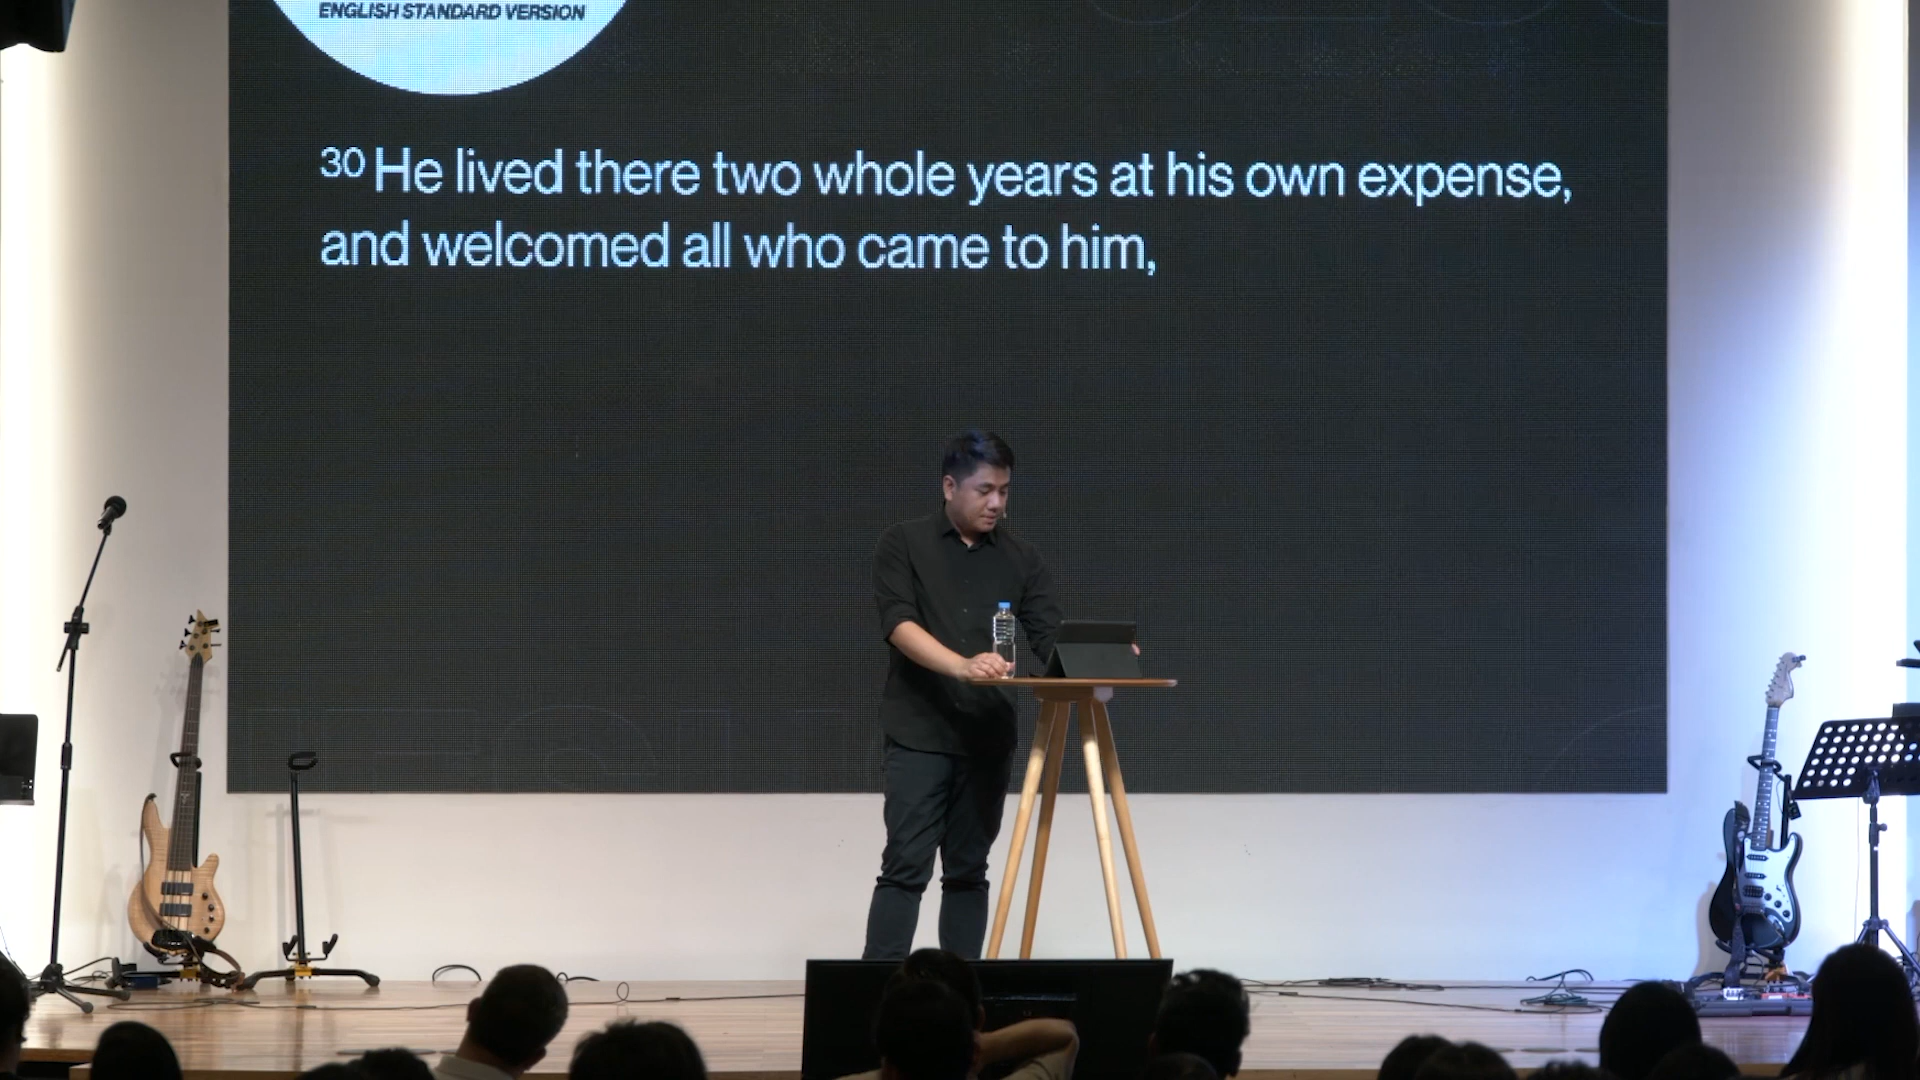 ENGLISH STANDARD VERSION
30 He lived there two whole years at his own expense,
and welcomed all who came to him,